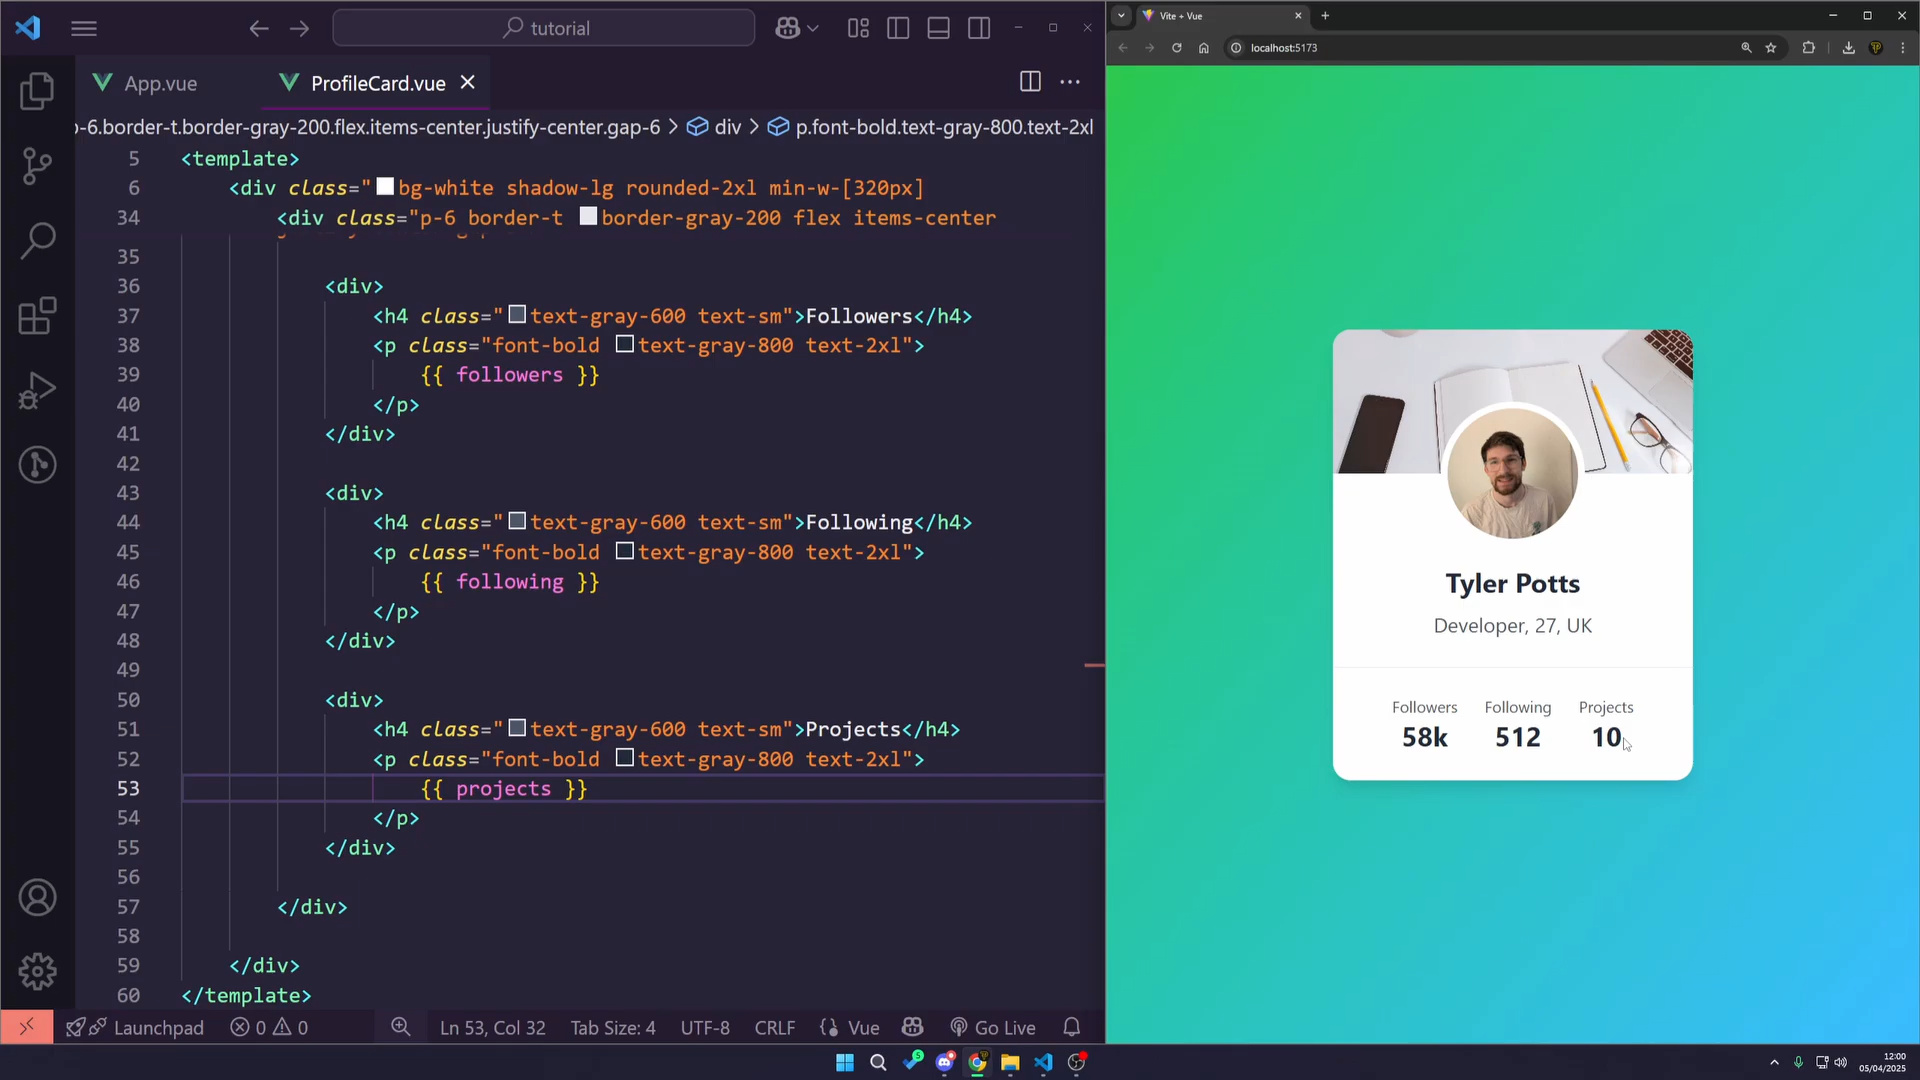 tutorial
App.vue
ProfileCard.vue
-6.border-t.border-gray-200.flex.items-center.justify-center.gap-6 > div > p.font-bold.text-gray-800.text-2xl
5 <template>
6 <div class="bg-white shadow-lg rounded-2xl min-w-[320px]
34 <div class="p-6 border-t border-gray-200 flex items-center
35
36 <div>
37 <h4 class="text-gray-600 text-sm">Followers</h4>
38 <p class="font-bold text-gray-800 text-2xl">
39 {{ followers }}
40 </p>
41 </div>
42
43 <div>
44 <h4 class="text-gray-600 text-sm">Following</h4>
45 <p class="font-bold text-gray-800 text-2xl">
46 {{ following }}
47 </p>
48 </div>
49
50 <div>
51 <h4 class="text-gray-600 text-sm">Projects</h4>
52 <p class="font-bold text-gray-800 text-2xl">
53 {{ projects }}
54 </p>
55 </div>
56
57 </div>
58
59 </div>
60 </template>
Launchpad 0 0 Ln 53, Col 32 Tab Size: 4 UTF-8 CRLF {} Vue Go Live
Vite + Vue
localhost:5173
Tyler Potts
Developer, 27, UK
Followers Following Projects
58k 512 10
5
12:00
05/04/2025